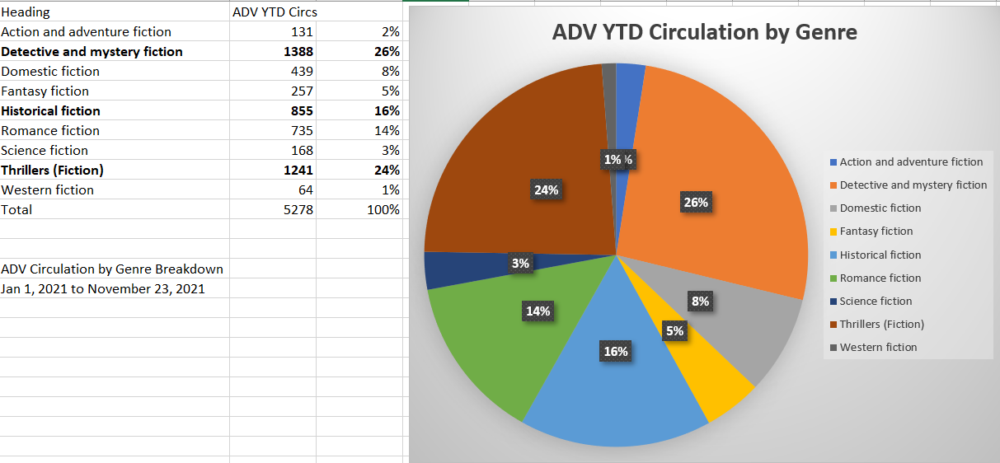 Heading ADV YTD Circs
Action and adventure fiction 131 2%
Detective and mystery fiction 1388 26%
Domestic fiction 439 8%
Fantasy fiction 257 5%
Historical fiction 855 16%
Romance fiction 735 14%
Science fiction 168 3%
Thrillers (Fiction) 1241 24%
Western fiction 64 1%
Total 5278 100%
ADV Circulation by Genre Breakdown
Jan 1, 2021 to November 23, 2021
ADV YTD Circulation by Genre
1% %
24%
26%
3%
8%
14%
5%
16%
Action and adventure fiction
Detective and mystery fiction
Domestic fiction
Fantasy fiction
Historical fiction
Romance fiction
Science fiction
Thrillers (Fiction)
Western fiction